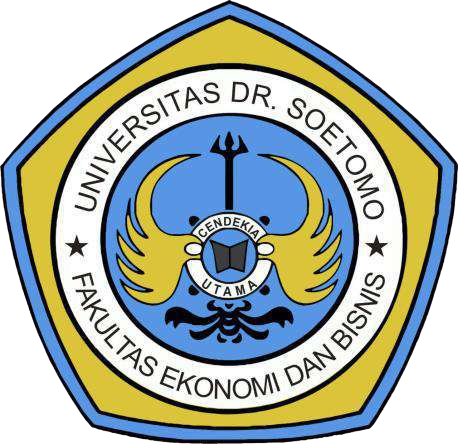 UNIVERSITAS DR. SOETOMO
CENDEKIA
UTAMA
FAKULTAS EKONOMI DAN BISNIS